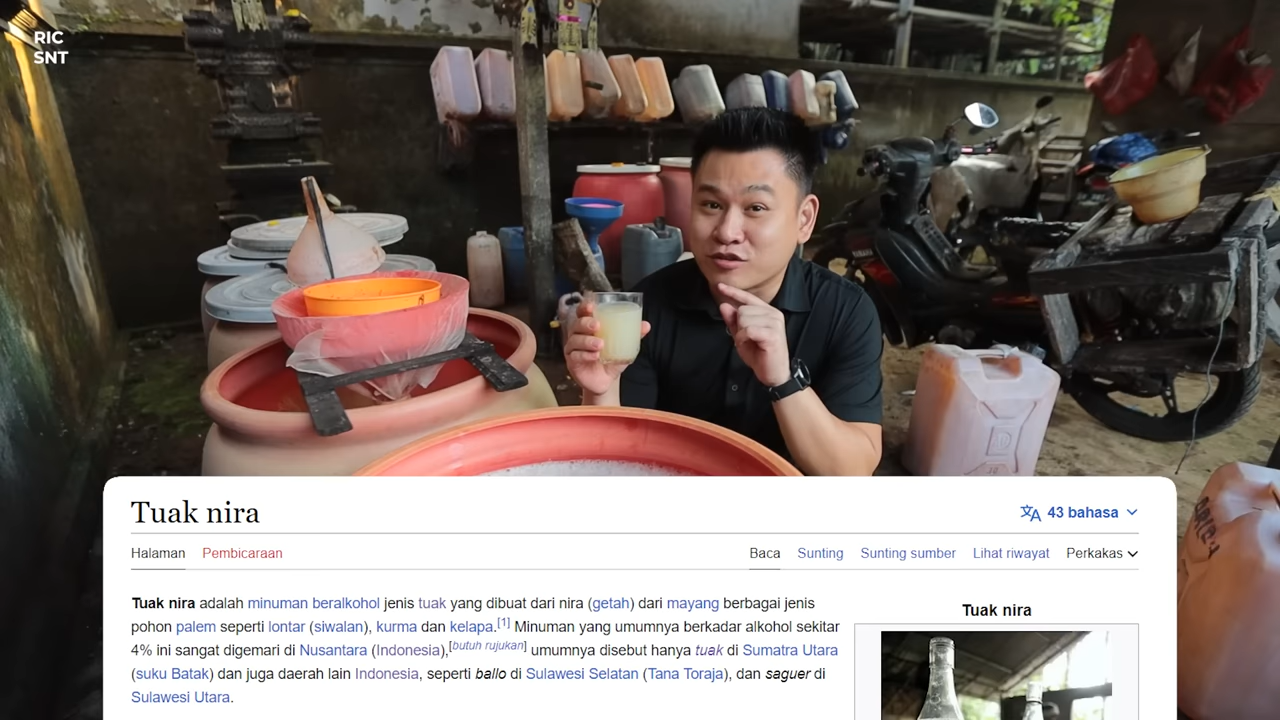 RIC
SNT
Tuak nira
43 bahasa
Halaman Pembicaraan Baca Sunting Sunting sumber Lihat riwayat Perkakas
Tuak nira adalah minuman beralkohol jenis tuak yang dibuat dari nira (getah) dari mayang berbagai jenis
pohon palem seperti lontar (siwalan), kurma dan kelapa.[1] Minuman yang umumnya berkadar alkohol sekitar
4% ini sangat digemari di Nusantara (Indonesia),[butuh rujukan] umumnya disebut hanya tuak di Sumatra Utara
(suku Batak) dan juga daerah lain Indonesia, seperti ballo di Sulawesi Selatan (Tana Toraja), dan saguer di
Sulawesi Utara.
Tuak nira